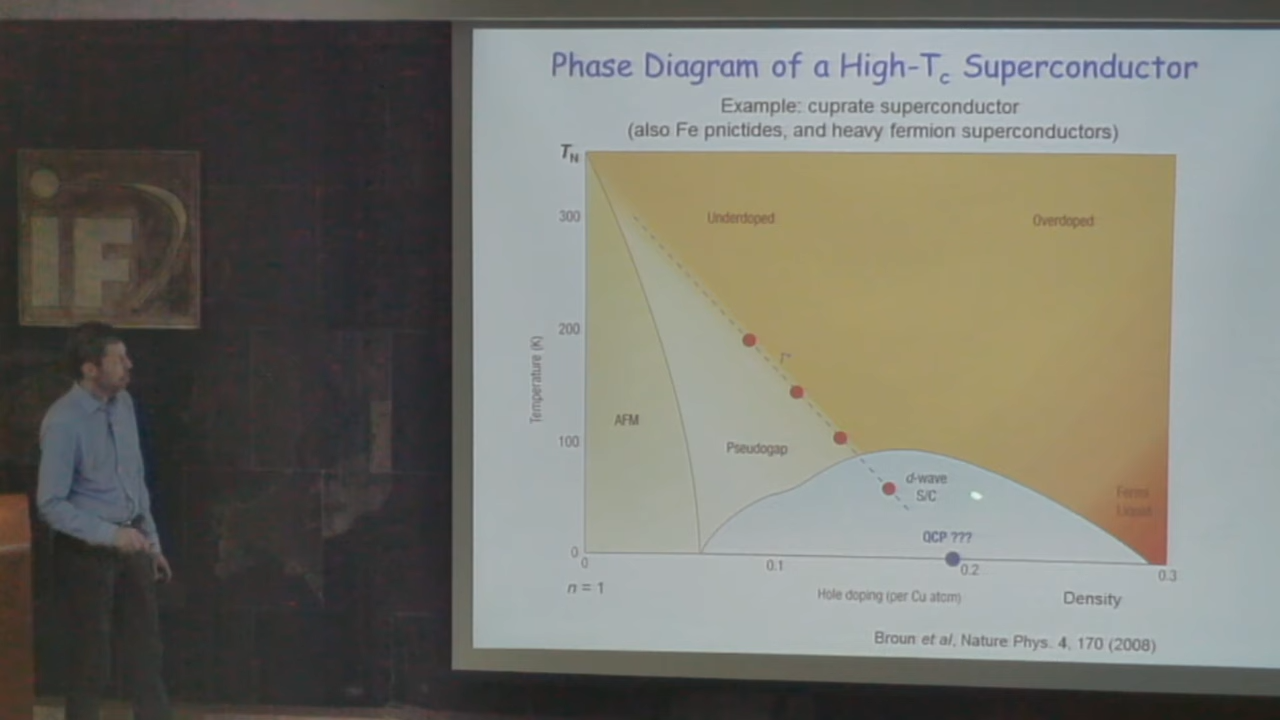 IF
Phase Diagram of a High-Tc Superconductor
Example: cuprate superconductor
(also Fe pnictides, and heavy fermion superconductors)
TN
300
200
100
0
Temperature (K)
Underdoped
Overdoped
T*
AFM
Pseudogap
d-wave
S/C
Fermi
Liquid
QCP ???
0
0.1
0.2
0.3
n = 1
Hole doping (per Cu atom)
Density
Broun et al, Nature Phys. 4, 170 (2008)